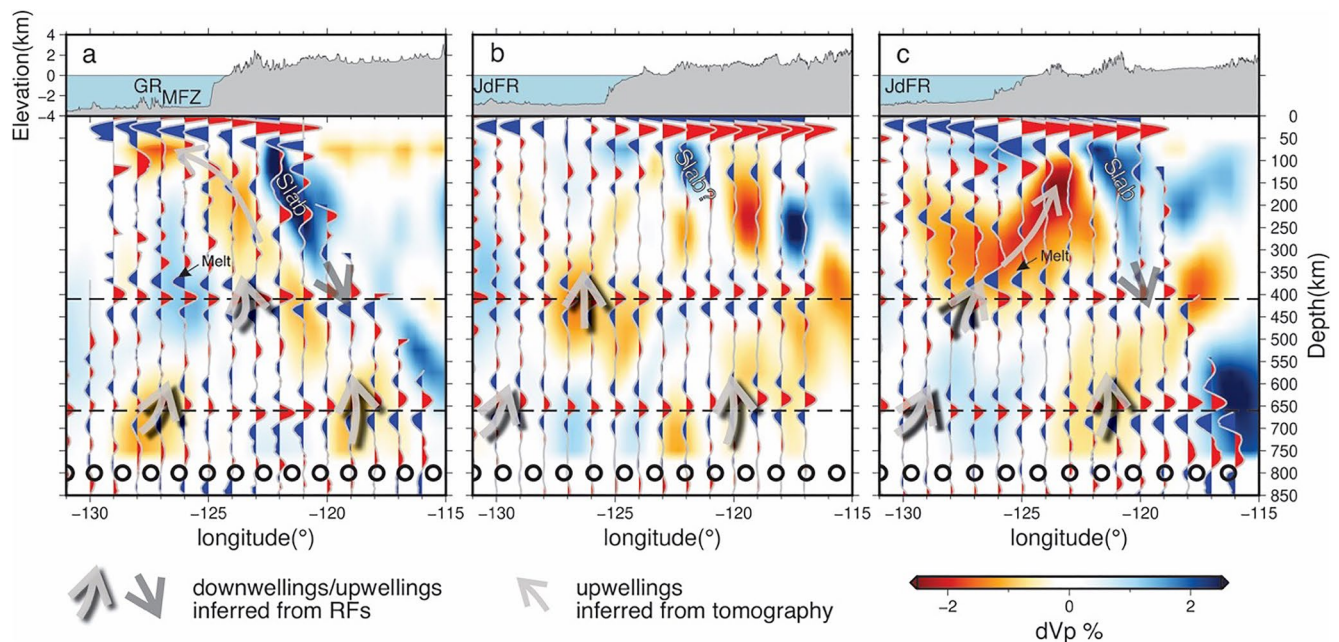 Elevation(km)
4
2
0
−2
−4
a
GR
MFZ
b
JdFR
c
JdFR
Slab
Melt
Slab?
Slab
Melt
0
50
100
150
200
250
300
350
400
450
500
550
600
650
700
750
800
850
Depth(km)
−130 −125 −120 −115
−130 −125 −120 −115
−130 −125 −120 −115
longitude(°)
longitude(°)
longitude(°)
downwellings/upwellings
inferred from RFs
upwellings
inferred from tomography
−2 0 2
dVp %